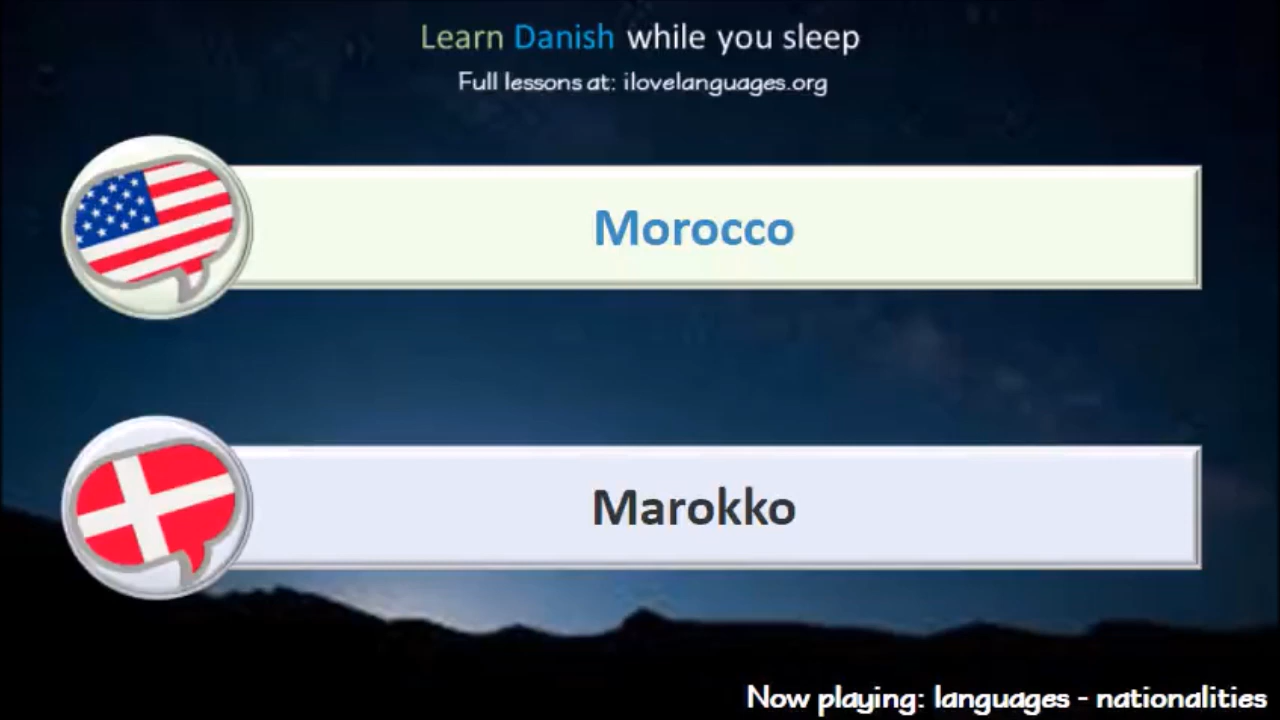 Learn Danish while you sleep
Full lessons at: ilovelanguages.org
Morocco
Marokko
Now playing: languages - nationalities